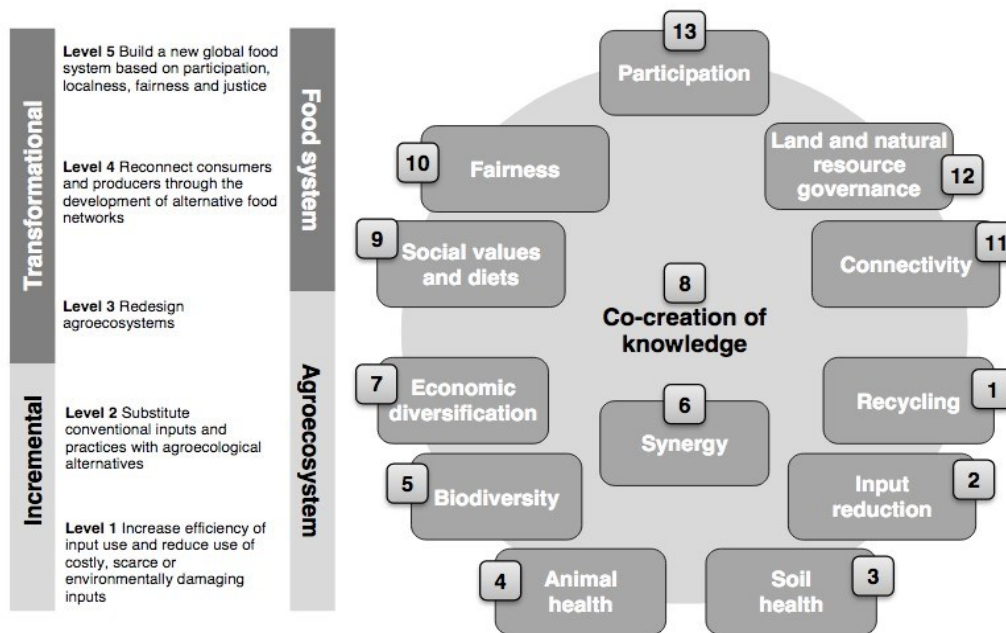 Transformational
Incremental
Level 5 Build a new global food
system based on participation,
localness, fairness and justice
Level 4 Reconnect consumers
and producers through the
development of alternative food
networks
Level 3 Redesign
agroecosystems
Level 2 Substitute
conventional inputs and
practices with agroecological
alternatives
Level 1 Increase efficiency of
input use and reduce use of
costly, scarce or
environmentally damaging
inputs
Food system
Agroecosystem
13
Participation
10
Fairness
Land and natural
resource
governance
12
9
Social values
and diets
11
Connectivity
8
Co-creation of
knowledge
7
Economic
diversification
6
Synergy
1
Recycling
5
Biodiversity
2
Input
reduction
4
Animal
health
3
Soil
health